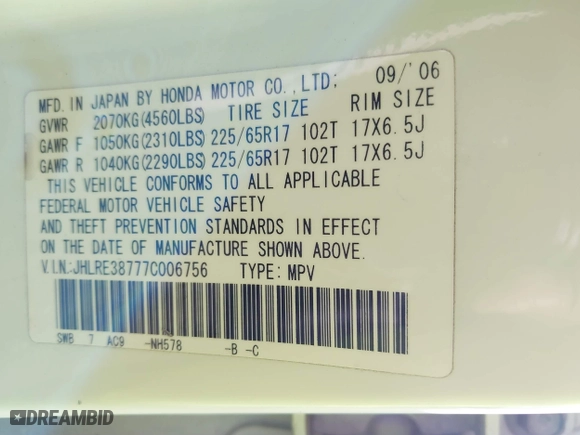 MFD. IN JAPAN BY HONDA MOTOR CO.,LTD: 09/'06
GVWR 2070KG(4560LBS) TIRE SIZE RIM SIZE
GAWR F 1050KG(2310LBS) 225/65R17 102T 17X6.5J
GAWR R 1040KG(2290LBS) 225/65R17 102T 17X6.5J
THIS VEHICLE CONFORMS TO ALL APPLICABLE
FEDERAL MOTOR VEHICLE SAFETY
AND THEFT PREVENTION STANDARDS IN EFFECT
ON THE DATE OF MANUFACTURE SHOWN ABOVE.
V.I.N.:JHLRE38777C006756 TYPE: MPV
SWB 7 AC9 -NH578 -B -C
DREAMBID